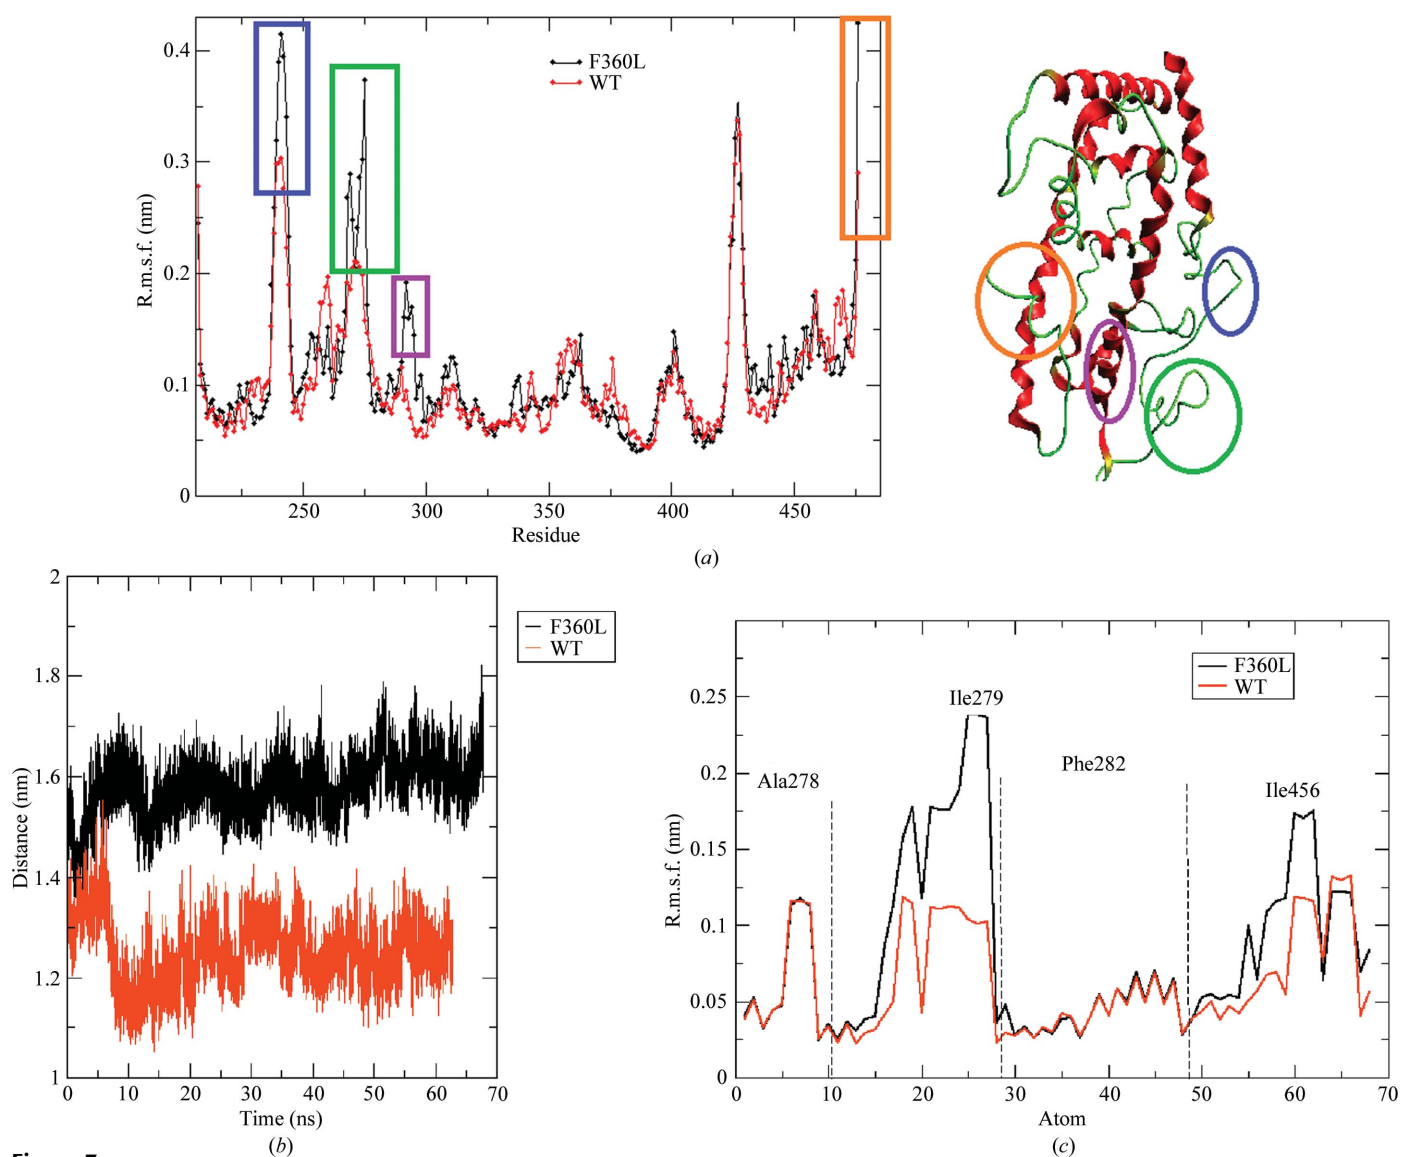 0.4
0.3
0.2
0.1
0
R.m.s.f. (nm)
F360L
WT
250
300
350
400
450
Residue
(a)
2
1.8
1.6
1.4
1.2
1
Distance (nm)
F360L
WT
0
10
20
30
40
50
60
70
Time (ns)
(b)
0.25
0.2
0.15
0.1
0.05
0
R.m.s.f. (nm)
F360L
WT
Ile279
Phe282
Ala278
Ile456
0
10
20
30
40
50
60
70
Atom
(c)